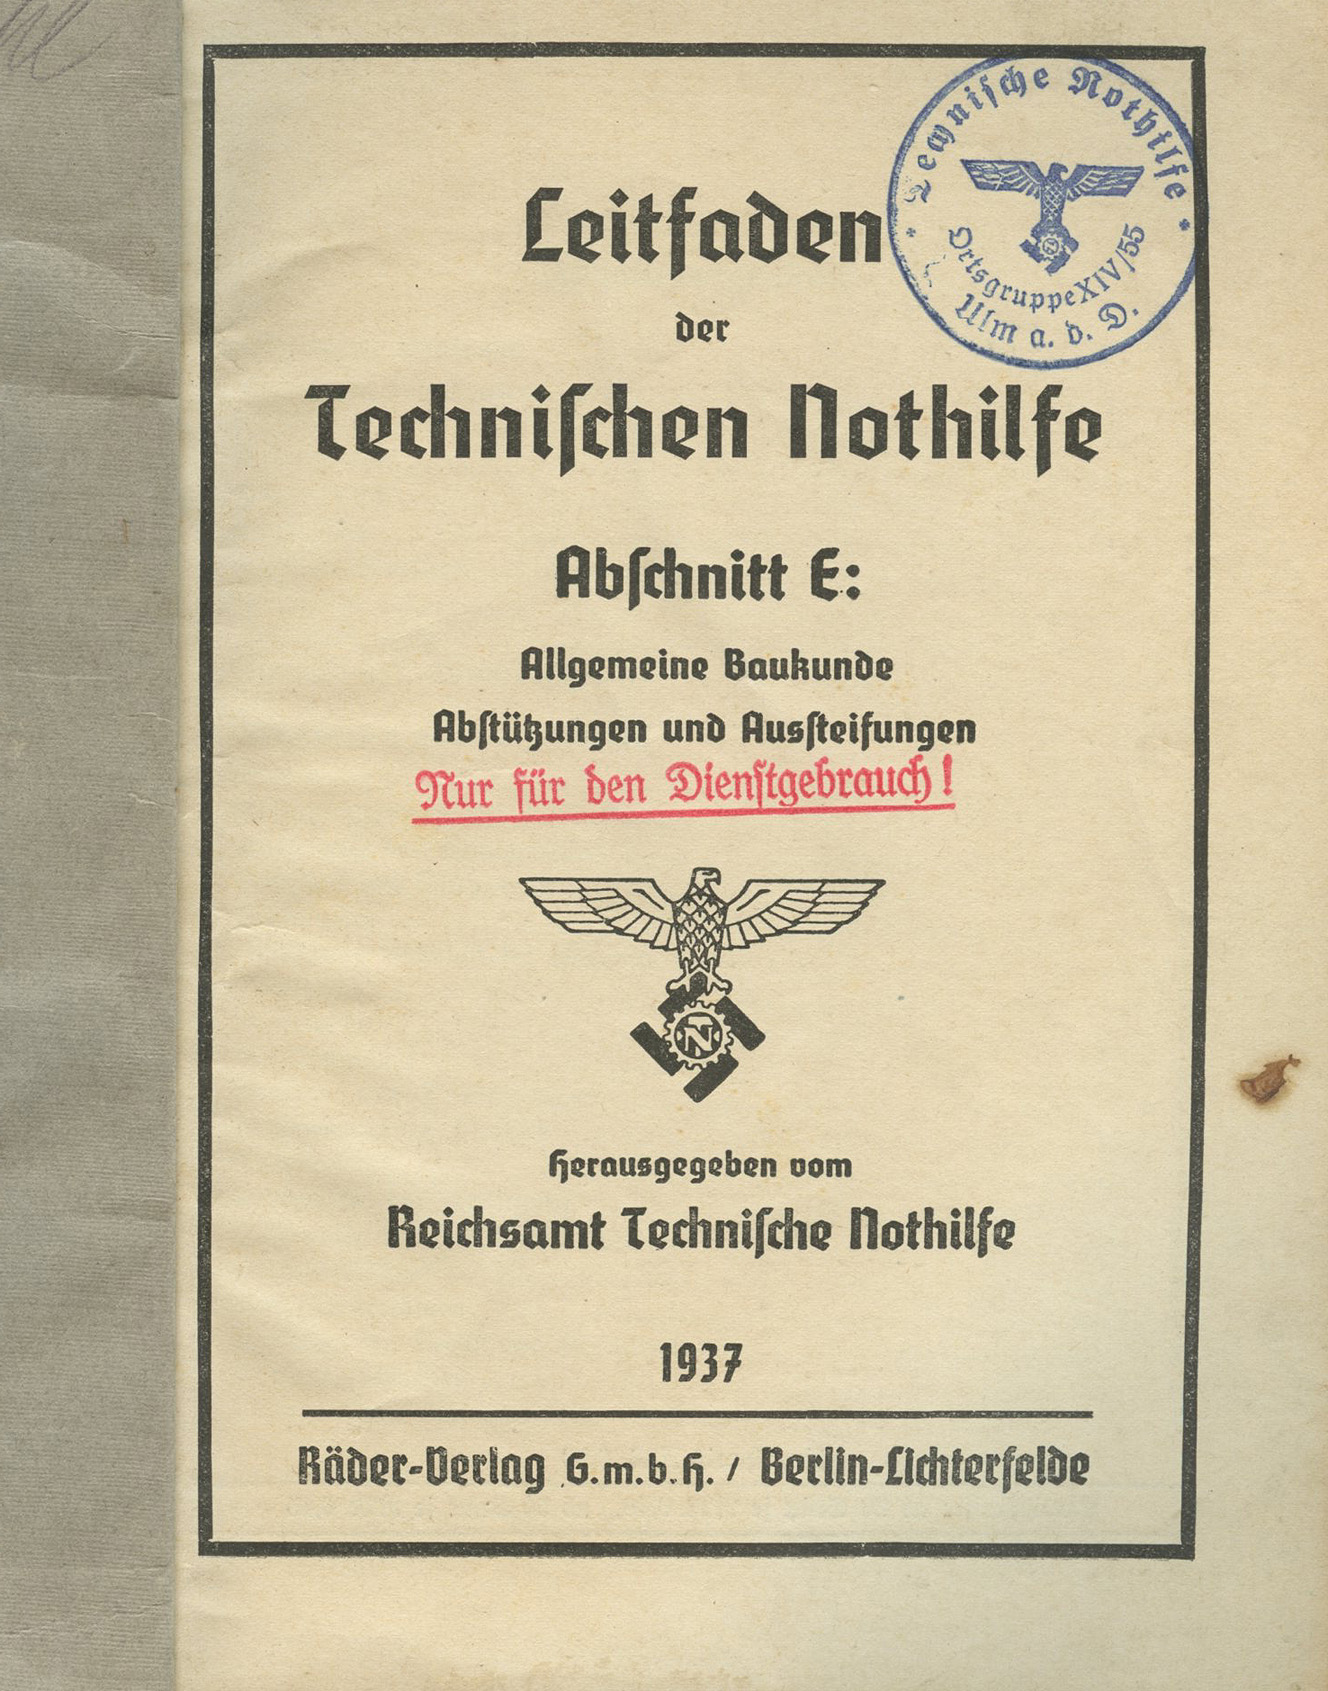 Technische Nothilfe
Ortsgruppe XIV/55
Ulm a. d. D.
Leitfaden
der
Technischen Nothilfe
Abschnitt E:
Allgemeine Baukunde
Abstützungen und Aussteifungen
Nur für den Dienstgebrauch!
TN
Herausgegeben vom
Reichsamt Technische Nothilfe
1937
Räder-Verlag G.m.b.H. / Berlin-Lichterfelde